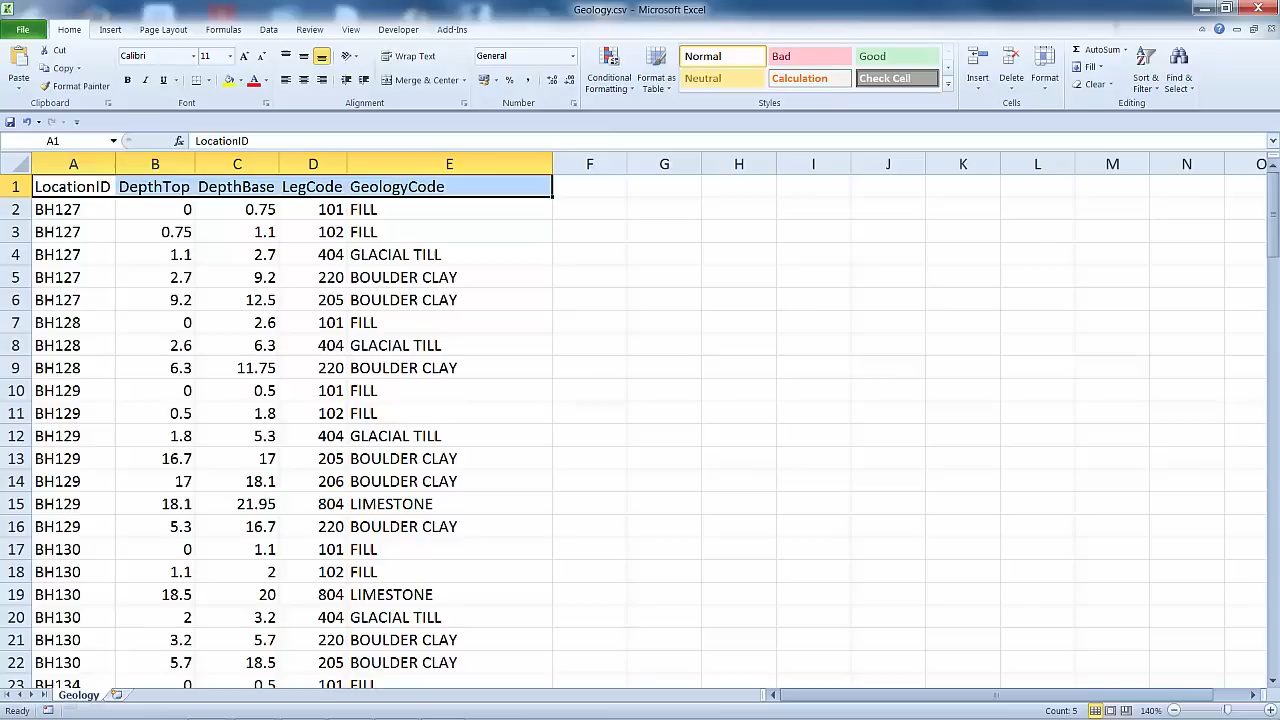 Geology.csv - Microsoft Excel
File Home Insert Page Layout Formulas Data Review View Developer Add-Ins
Paste
Cut
Copy
Format Painter
Clipboard
Calibri 11
B I U A
Font
Wrap Text
Merge & Center
Alignment
General
%
Number
Conditional Formatting
Format as Table
Normal Bad Good
Neutral Calculation Check Cell
Styles
Insert Delete Format
Cells
AutoSum
Fill
Clear
Sort & Filter
Find & Select
Editing
A1 fx LocationID
A B C D E F G H I J K L M N O
1 LocationID DepthTop DepthBase LegCode GeologyCode
2 BH127 0 0.75 101 FILL
3 BH127 0.75 1.1 102 FILL
4 BH127 1.1 2.7 404 GLACIAL TILL
5 BH127 2.7 9.2 220 BOULDER CLAY
6 BH127 9.2 12.5 205 BOULDER CLAY
7 BH128 0 2.6 101 FILL
8 BH128 2.6 6.3 404 GLACIAL TILL
9 BH128 6.3 11.75 220 BOULDER CLAY
10 BH129 0 0.5 101 FILL
11 BH129 0.5 1.8 102 FILL
12 BH129 1.8 5.3 404 GLACIAL TILL
13 BH129 16.7 17 205 BOULDER CLAY
14 BH129 17 18.1 206 BOULDER CLAY
15 BH129 18.1 21.95 804 LIMESTONE
16 BH129 5.3 16.7 220 BOULDER CLAY
17 BH130 0 1.1 101 FILL
18 BH130 1.1 2 102 FILL
19 BH130 18.5 20 804 LIMESTONE
20 BH130 2 3.2 404 GLACIAL TILL
21 BH130 3.2 5.7 220 BOULDER CLAY
22 BH130 5.7 18.5 205 BOULDER CLAY
23 BH134 0 0.5 101 FILL
Geology
Ready Count: 5 140%